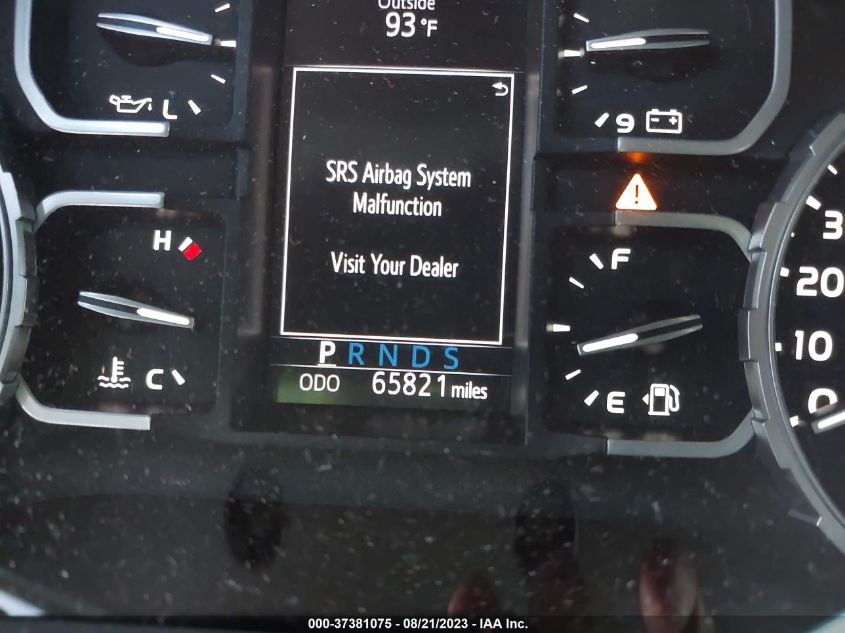 Outside
93°F
L
9
SRS Airbag System
Malfunction
Visit Your Dealer
H
F
3
20
10
0
P R N D S
C
E
ODO 65821 miles
000-37381075 - 08/21/2023 - IAA Inc.